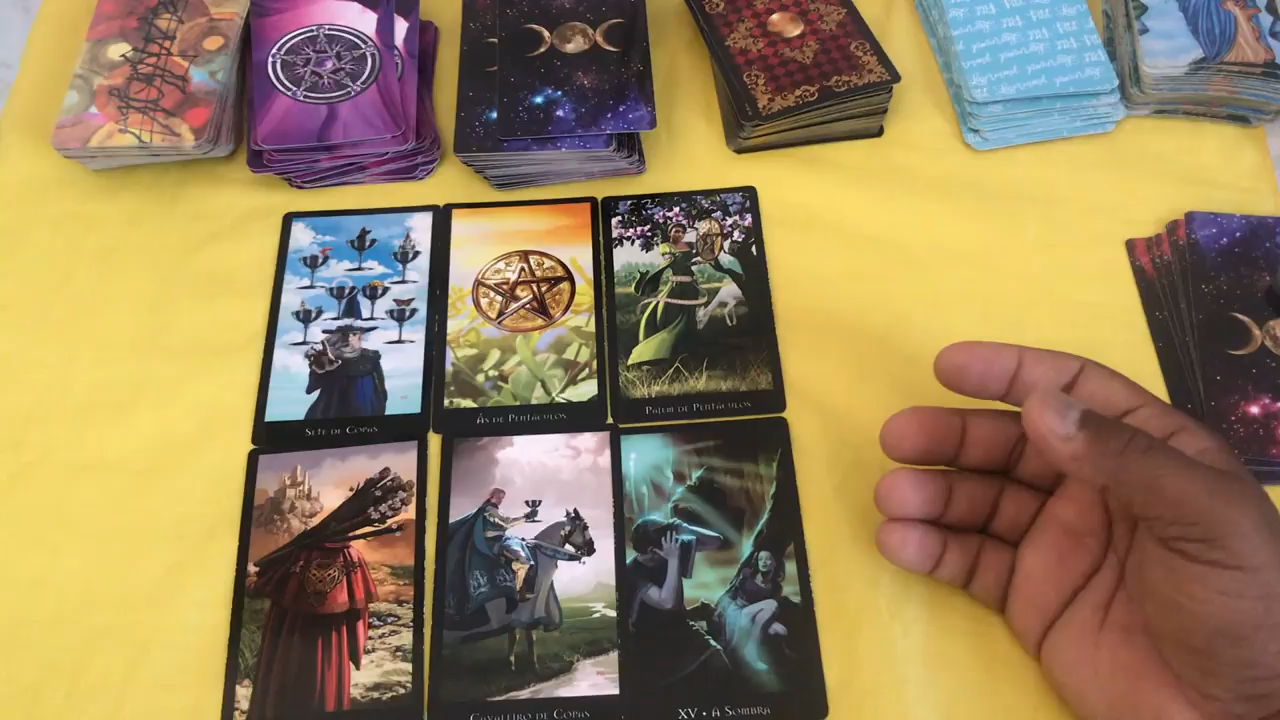 SETE DE COPAS
ÁS DE PENTÁCULOS
PAJEM DE PENTÁCULOS
CAVALEIRO DE COPAS
XV • A SOMBRA